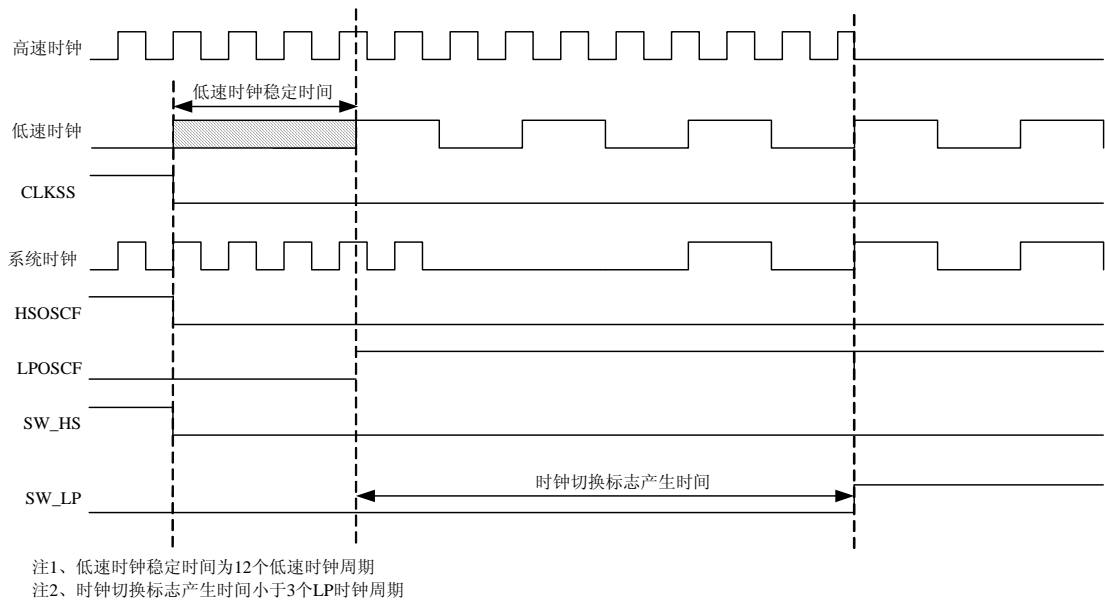 高速时钟
低速时钟稳定时间
低速时钟
CLKSS
系统时钟
HSOSCF
LPOSCF
SW_HS
时钟切换标志产生时间
SW_LP
注1、低速时钟稳定时间为12个低速时钟周期
注2、时钟切换标志产生时间小于3个LP时钟周期